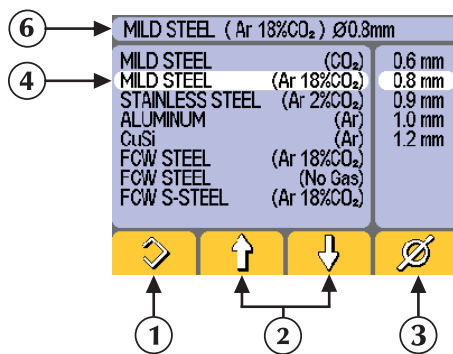 6
MILD STEEL ( Ar 18%CO₂ ) Ø0.8mm
MILD STEEL (CO₂) 0.6 mm
4
MILD STEEL (Ar 18%CO₂) 0.8 mm
STAINLESS STEEL (Ar 2%CO₂) 0.9 mm
ALUMINUM (Ar) 1.0 mm
CuSi (Ar) 1.2 mm
FCW STEEL (Ar 18%CO₂)
FCW STEEL (No Gas)
FCW S-STEEL (Ar 18%CO₂)
Ø
1 2 3